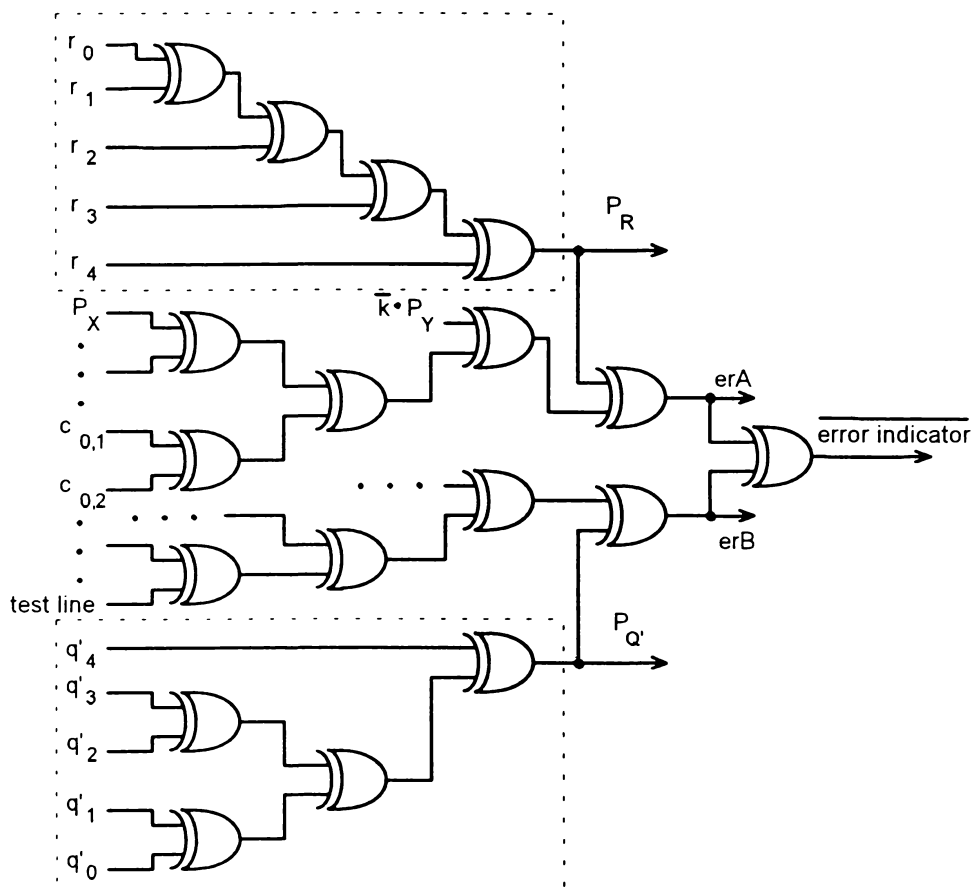 r0
r1
r2
r3
PR
r4
PX
k̅•PY
erA
c0,1
error indicator
c0,2
erB
test line
PQ'
q'4
q'3
q'2
q'1
q'0